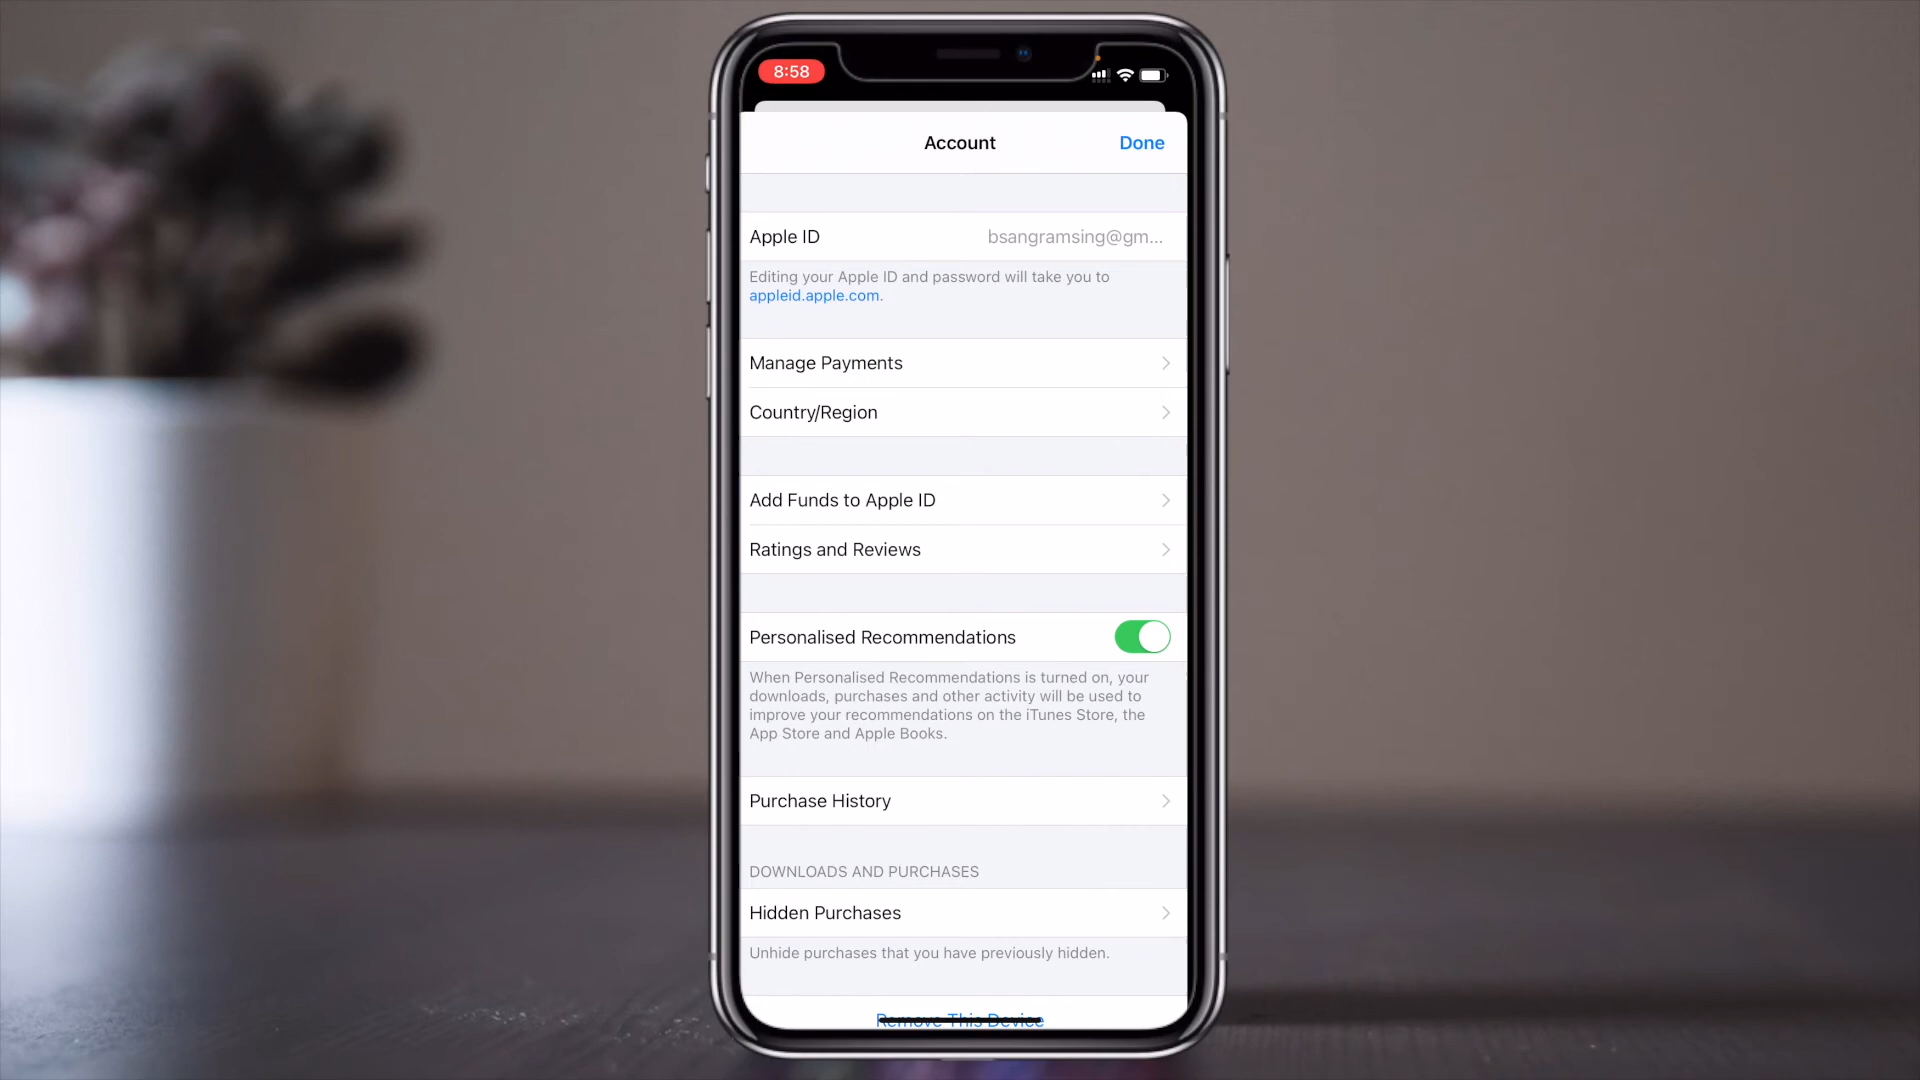 8:58
Account
Done
Apple ID
bsangramsing@gm...
Editing your Apple ID and password will take you to
appleid.apple.com.
Manage Payments
Country/Region
Add Funds to Apple ID
Ratings and Reviews
Personalised Recommendations
When Personalised Recommendations is turned on, your
downloads, purchases and other activity will be used to
improve your recommendations on the iTunes Store, the
App Store and Apple Books.
Purchase History
DOWNLOADS AND PURCHASES
Hidden Purchases
Unhide purchases that you have previously hidden.
Remove This Device